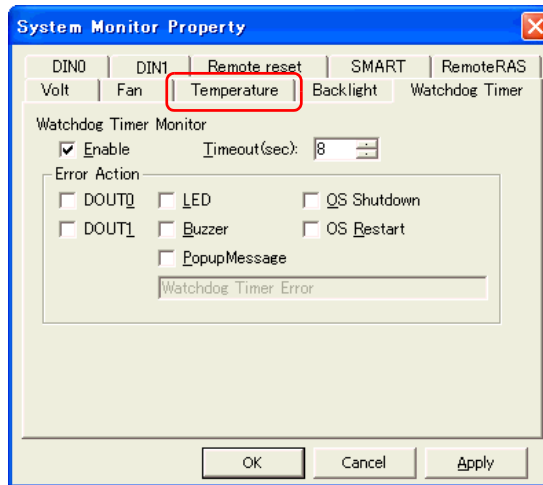 System Monitor Property
DIN0 DIN1 Remote reset SMART RemoteRAS
Volt Fan Temperature Backlight Watchdog Timer
Watchdog Timer Monitor
Enable Timeout(sec): 8
Error Action
DOUT0 LED OS Shutdown
DOUT1 Buzzer OS Restart
PopupMessage
Watchdog Timer Error
OK Cancel Apply